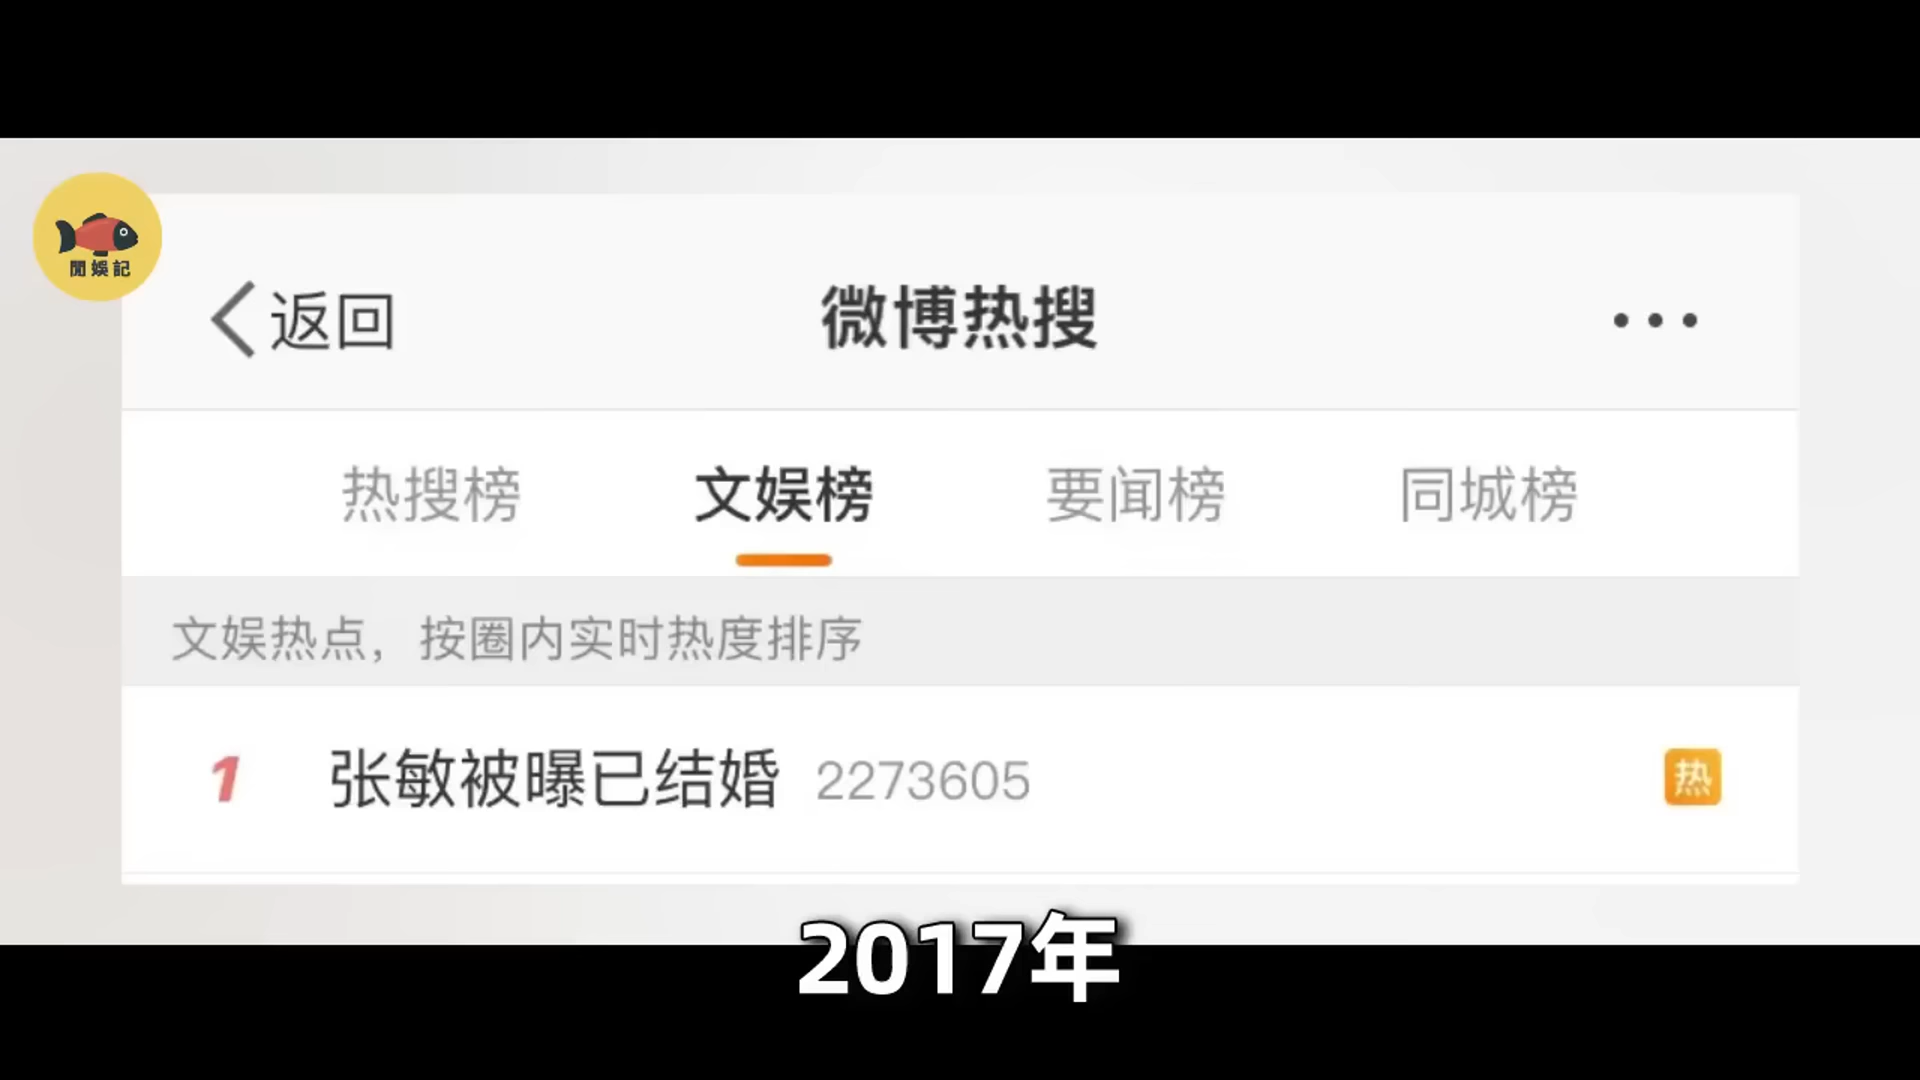 閒娛記
返回
微博热搜
热搜榜 文娱榜 要闻榜 同城榜
文娱热点，按圈内实时热度排序
1 张敏被曝已结婚 2273605 热
2017年